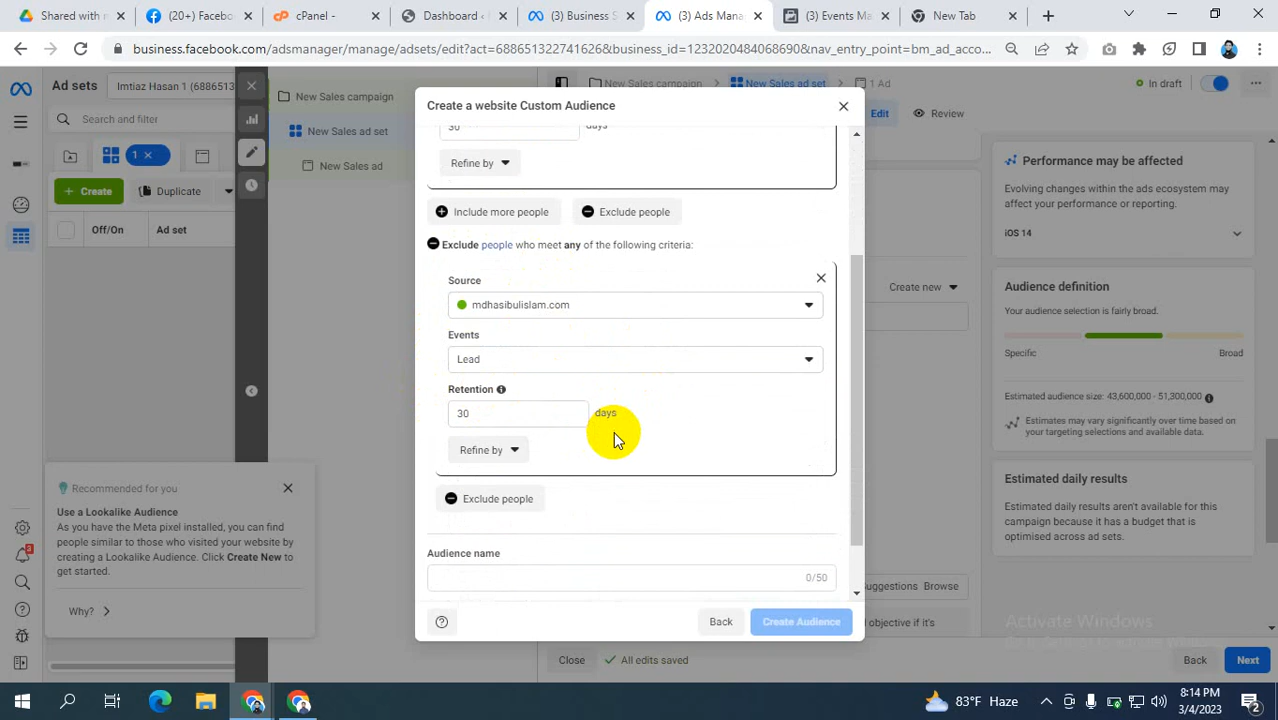 Shared with m
(20+) Facebo
cPanel -
Dashboard ‹
(3) Business S
(3) Ads Mana
(3) Events M
New Tab
business.facebook.com/adsmanager/manage/adsets/edit?act=688651322741626&business_id=1232020484068690&nav_entry_point=bm_ad_acco...
Ad sets
Imtiaz Hasan 1 (6886513
Search and filter
1
Create
Duplicate
Off/On
Ad set
New Sales campaign
New Sales ad set
New Sales ad
New Sales campaign
New Sales ad set
1 Ad
In draft
Edit
Review
Create a website Custom Audience
30
days
Refine by
Include more people
Exclude people
Exclude people who meet any of the following criteria:
Source
mdhasibulislam.com
Events
Lead
Retention
30
days
Refine by
Exclude people
Audience name
0/50
Back
Create Audience
Create new
Performance may be affected
Evolving changes within the ads ecosystem may
affect your performance or reporting.
iOS 14
Audience definition
Your audience selection is fairly broad.
Specific
Broad
Estimated audience size: 43,600,000 - 51,300,000
Estimates may vary significantly over time based on
your targeting selections and available data.
Estimated daily results
Estimated daily results aren't available for this
campaign because it has a budget that is
optimised across ad sets.
Suggestions
Browse
d objective if it's
Recommended for you
Use a Lookalike Audience
As you have the Meta pixel installed, you can find
people similar to those who visited your website by
creating a Lookalike Audience. Click Create New to
get started.
Why?
3
Close
All edits saved
Back
Next
Activate Windows
83°F Haze
8:14 PM
3/4/2023
2